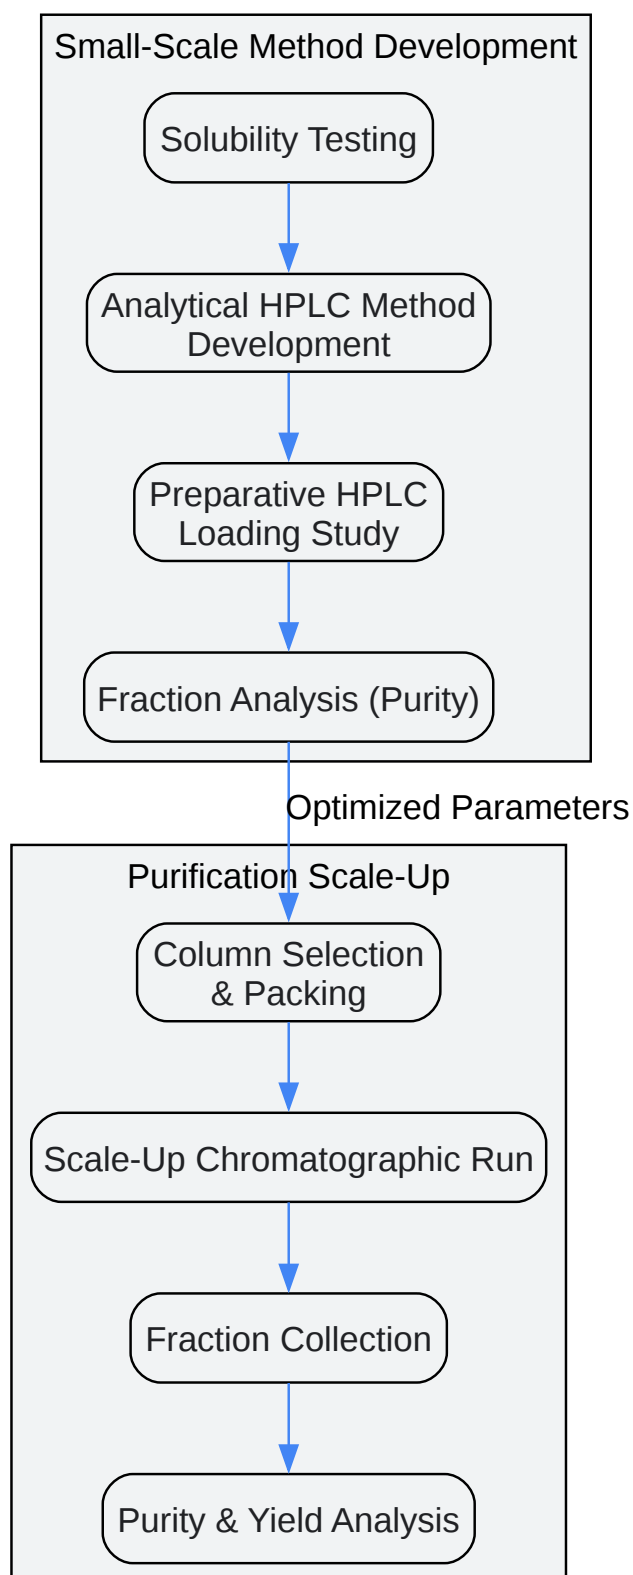 Small-Scale Method Development
Solubility Testing
Analytical HPLC Method
Development
Preparative HPLC
Loading Study
Fraction Analysis (Purity)
Optimized Parameters
Purification Scale-Up
Column Selection
& Packing
Scale-Up Chromatographic Run
Fraction Collection
Purity & Yield Analysis